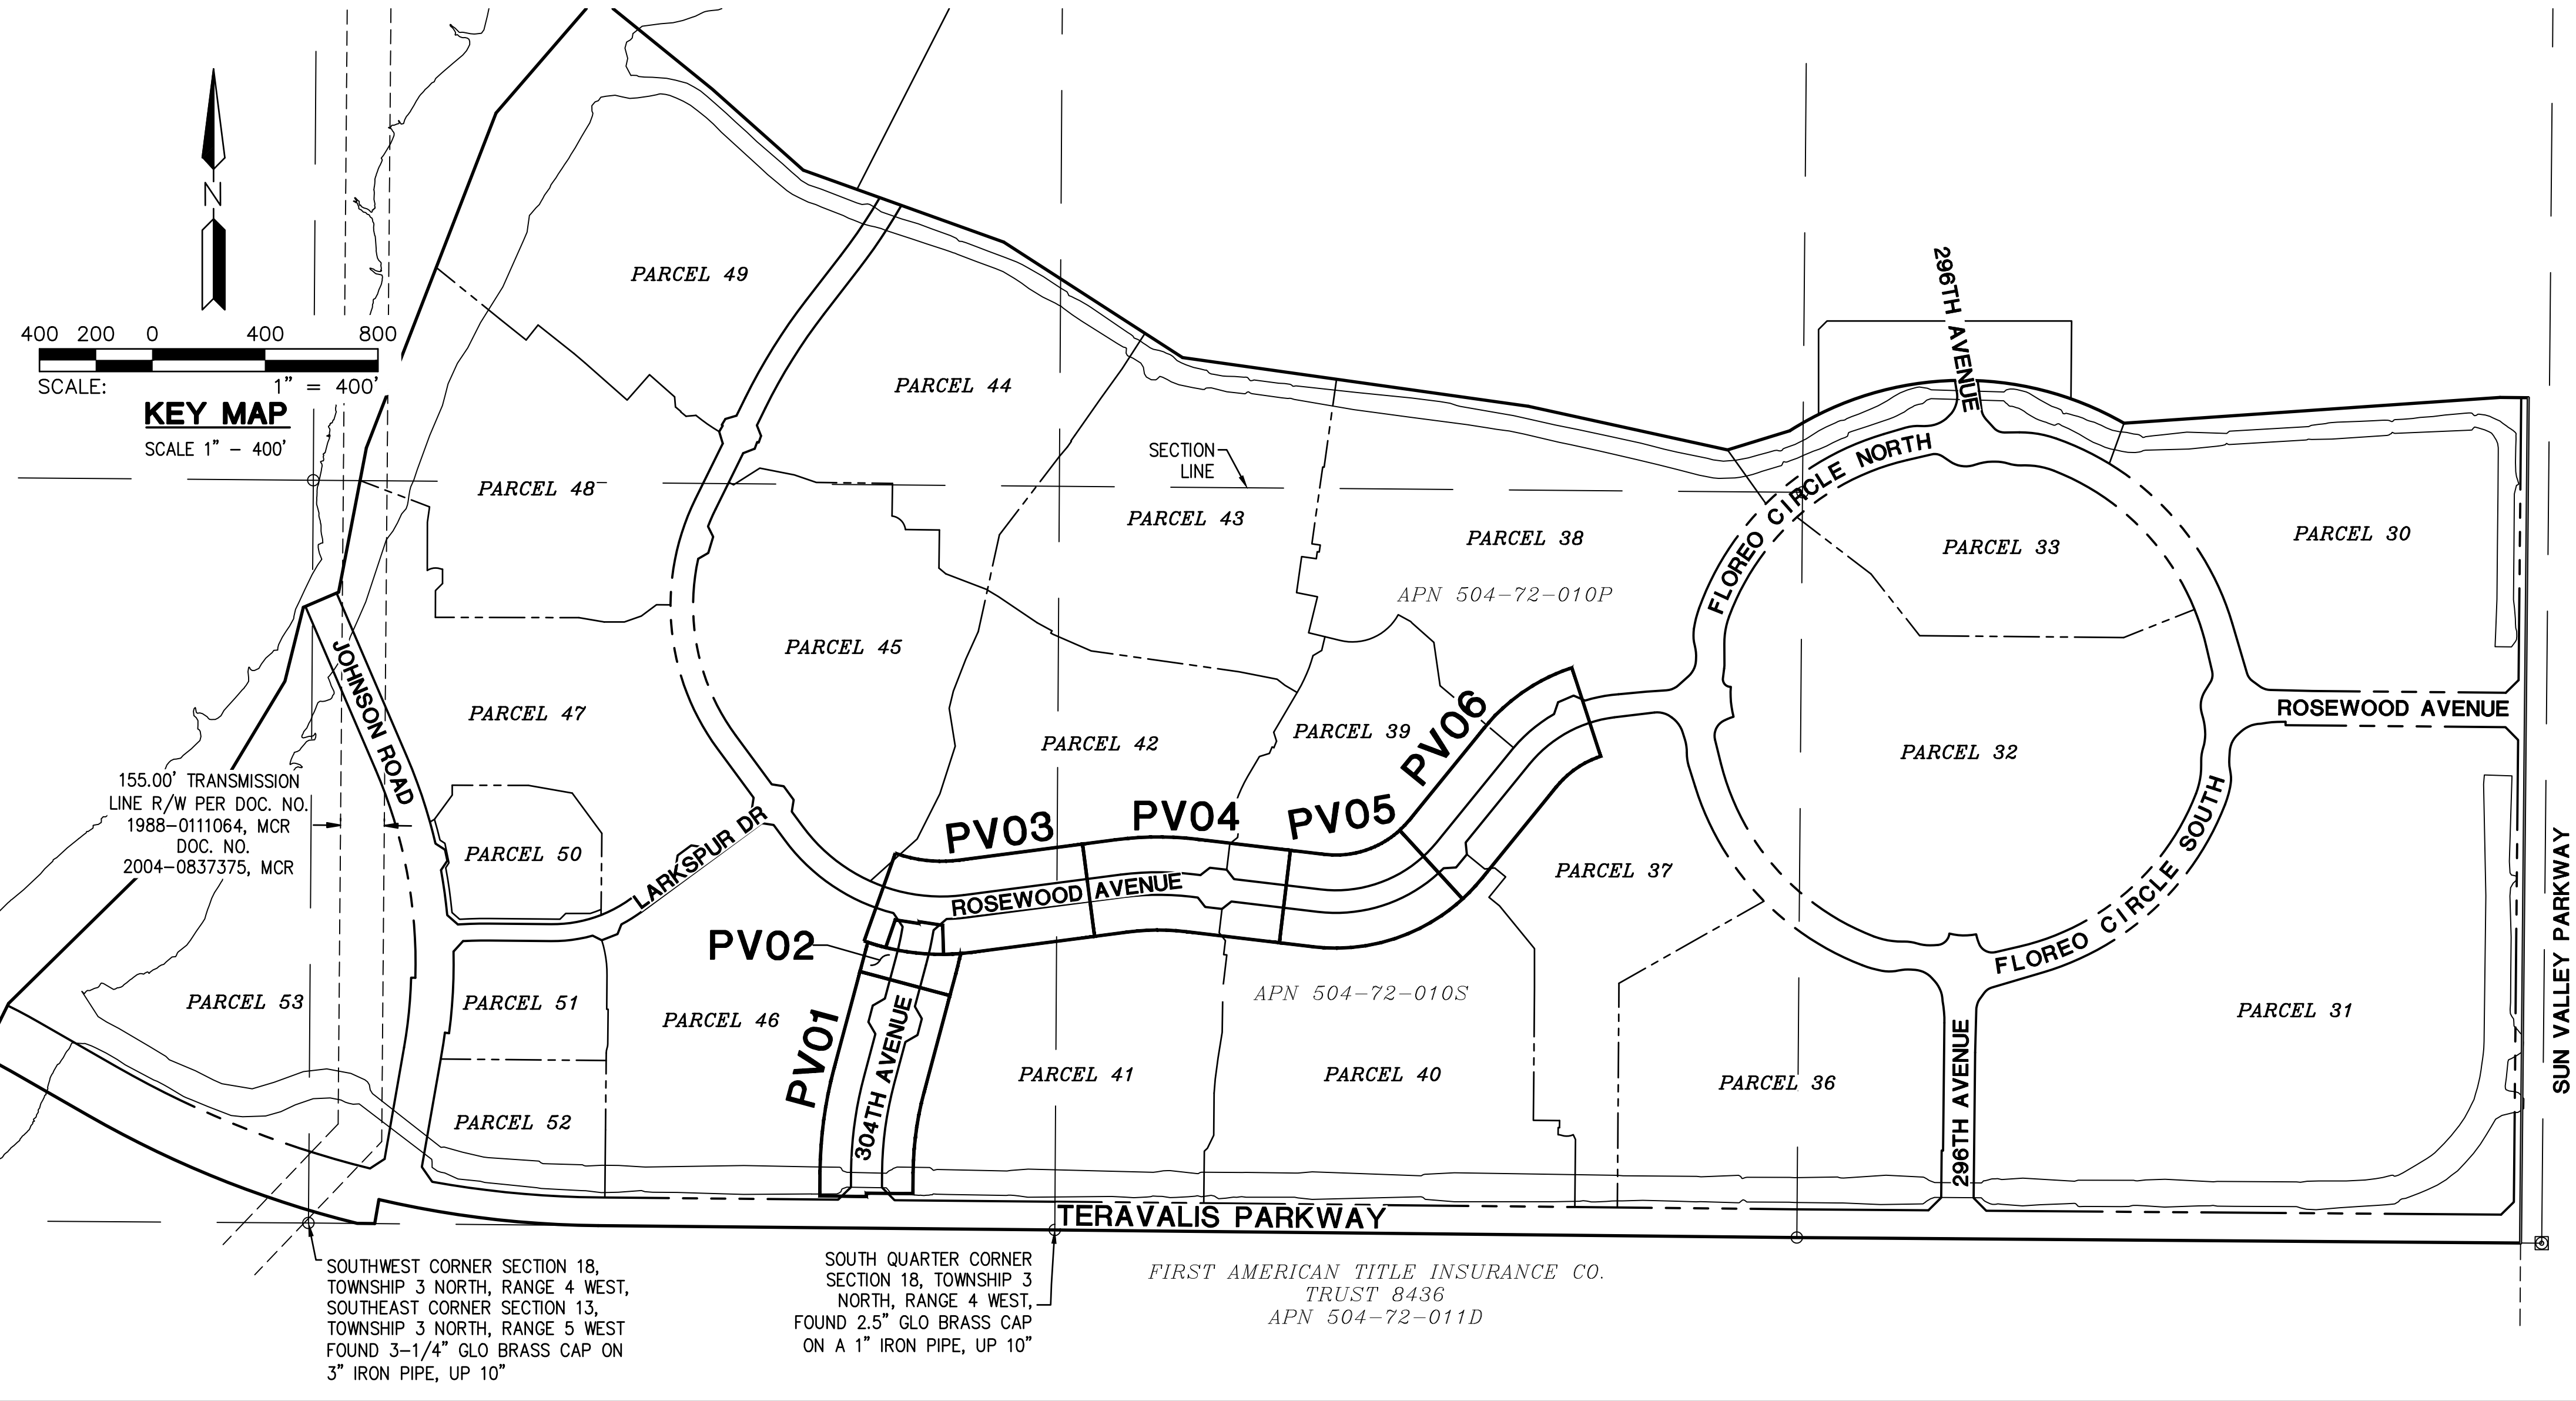 N
400 200 0 400 800
SCALE: 1" = 400'
KEY MAP
SCALE 1" - 400'
296TH AVENUE
PARCEL 49
PARCEL 44
SECTION
LINE
FLOREO CIRCLE NORTH
PARCEL 48
PARCEL 43
PARCEL 38
PARCEL 33
PARCEL 30
APN 504-72-010P
PARCEL 45
JOHNSON ROAD
PARCEL 47
PARCEL 42
PARCEL 39
PV06
ROSEWOOD AVENUE
PARCEL 32
155.00' TRANSMISSION
LINE R/W PER DOC. NO.
1988-0111064, MCR
DOC. NO.
2004-0837375, MCR
PV03
PV04
PV05
PARCEL 50
LARKSPUR DR
ROSEWOOD AVENUE
PARCEL 37
FLOREO CIRCLE SOUTH
SUN VALLEY PARKWAY
PV02
PARCEL 53
PARCEL 51
PARCEL 46
PV01
304TH AVENUE
APN 504-72-010S
PARCEL 31
PARCEL 41
PARCEL 40
PARCEL 36
296TH AVENUE
PARCEL 52
TERAVALIS PARKWAY
SOUTHWEST CORNER SECTION 18,
TOWNSHIP 3 NORTH, RANGE 4 WEST,
SOUTHEAST CORNER SECTION 13,
TOWNSHIP 3 NORTH, RANGE 5 WEST
FOUND 3-1/4" GLO BRASS CAP ON
3" IRON PIPE, UP 10"
SOUTH QUARTER CORNER
SECTION 18, TOWNSHIP 3
NORTH, RANGE 4 WEST,
FOUND 2.5" GLO BRASS CAP
ON A 1" IRON PIPE, UP 10"
FIRST AMERICAN TITLE INSURANCE CO.
TRUST 8436
APN 504-72-011D